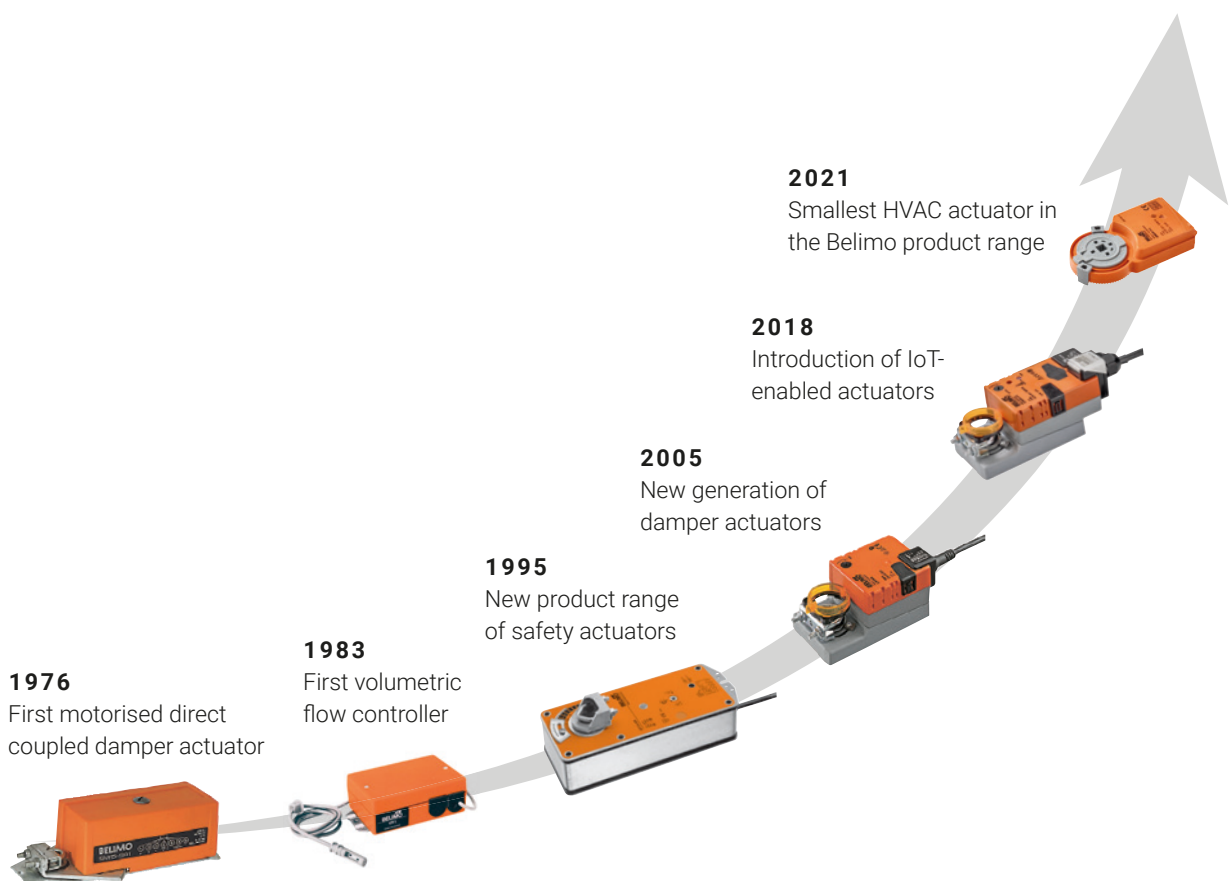 2021
Smallest HVAC actuator in
the Belimo product range
2018
Introduction of IoT-
enabled actuators
2005
New generation of
damper actuators
1995
New product range
of safety actuators
1983
First volumetric
flow controller
1976
First motorised direct
coupled damper actuator
BELIMO
BELIMO